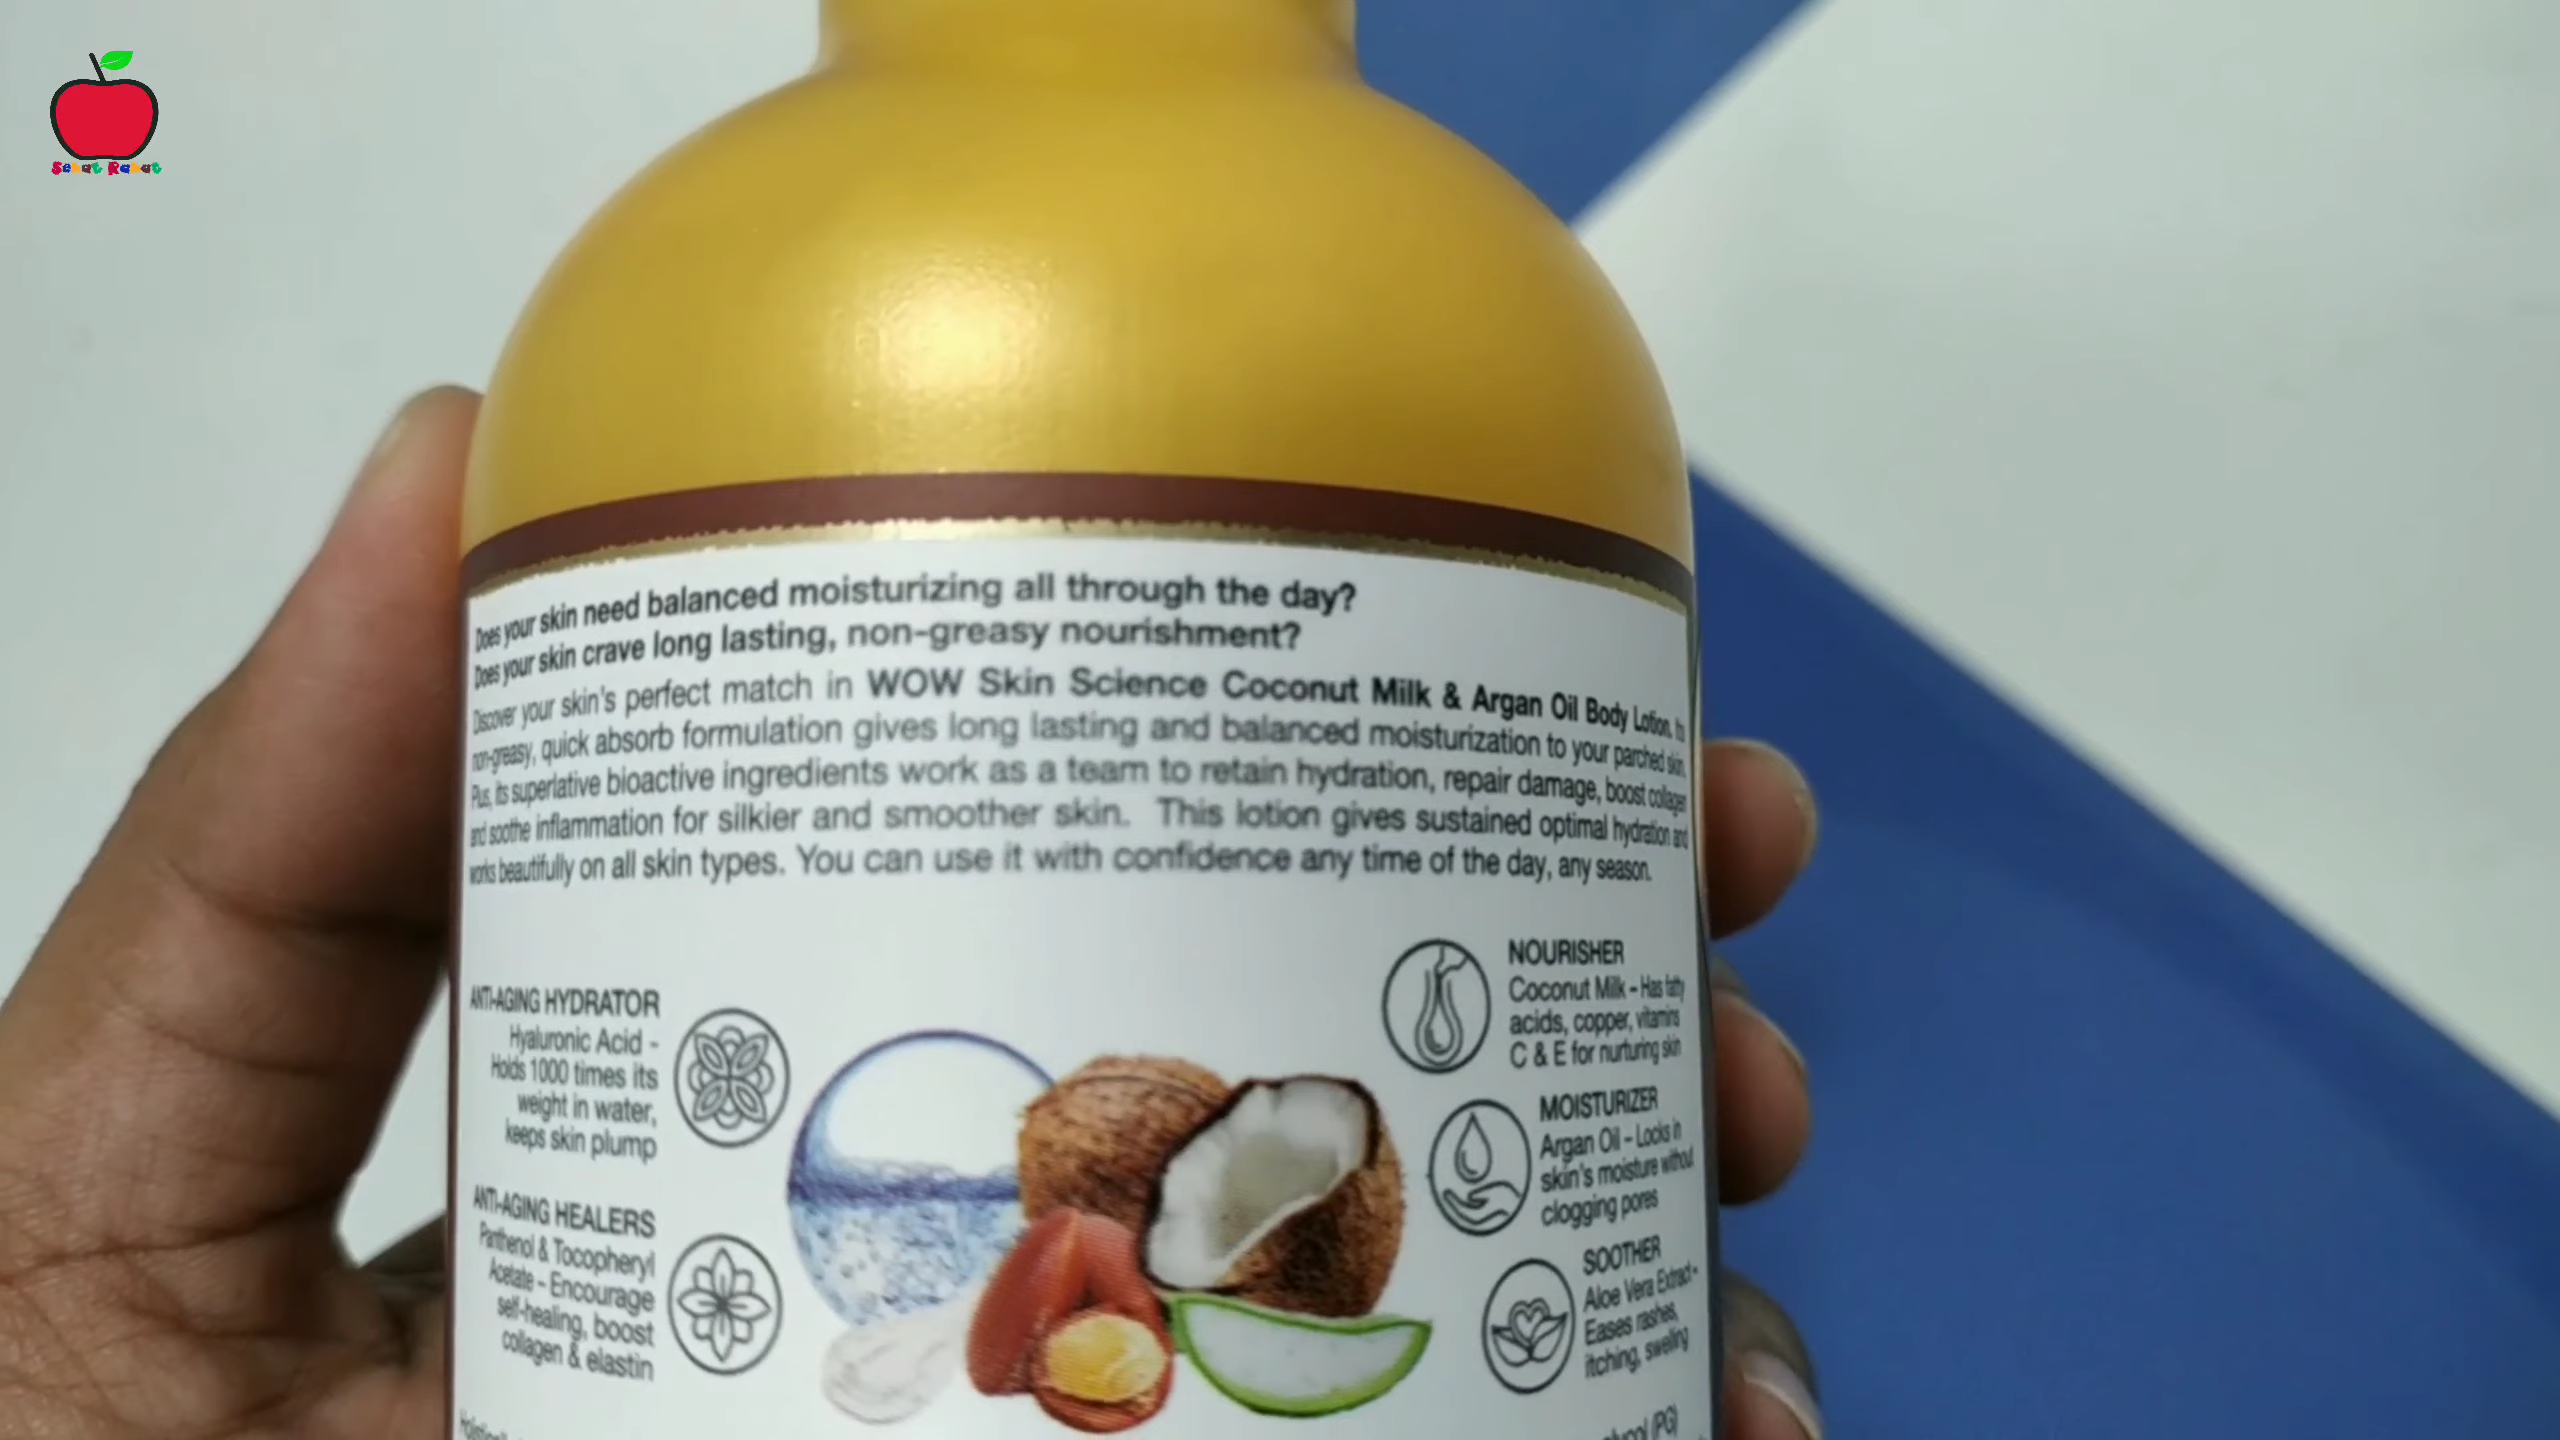 Sehat Rahat
Does your skin need balanced moisturizing all through the day?
Does your skin crave long lasting, non-greasy nourishment?
Discover your skin's perfect match in WOW Skin Science Coconut Milk & Argan Oil Body Lotion. Its
non-greasy, quick absorb formulation gives long lasting and balanced moisturization to your parched skin.
Plus, its superlative bioactive ingredients work as a team to retain hydration, repair damage, boost collagen
and soothe inflammation for silkier and smoother skin. This lotion gives sustained optimal hydration and
works beautifully on all skin types. You can use it with confidence any time of the day, any season.
ANTI-AGING HYDRATOR
Hyaluronic Acid -
Holds 1000 times its
weight in water,
keeps skin plump
ANTI-AGING HEALERS
Panthenol & Tocopheryl
Acetate - Encourage
self-healing, boost
collagen & elastin
NOURISHER
Coconut Milk - Has fatty
acids, copper, vitamins
C & E for nurturing skin
MOISTURIZER
Argan Oil - Locks in
skin's moisture without
clogging pores
SOOTHER
Aloe Vera Extract -
Eases rashes,
itching, swelling
(PG)